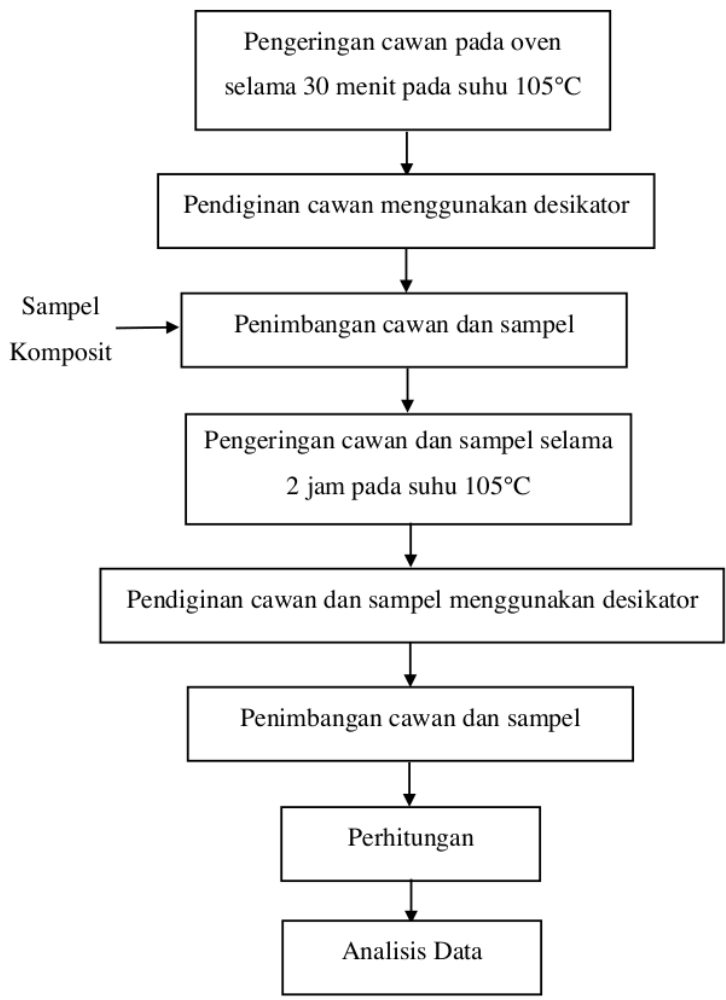 Pengeringan cawan pada oven
selama 30 menit pada suhu 105°C
Pendiginan cawan menggunakan desikator
Sampel
Komposit
Penimbangan cawan dan sampel
Pengeringan cawan dan sampel selama
2 jam pada suhu 105°C
Pendiginan cawan dan sampel menggunakan desikator
Penimbangan cawan dan sampel
Perhitungan
Analisis Data